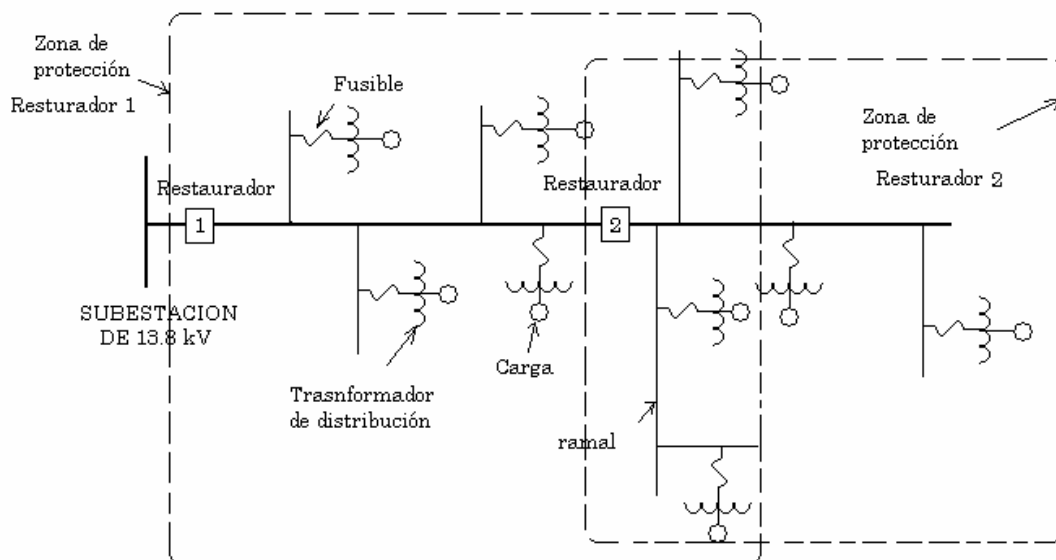 Zona de
protección
Resturador 1
Fusible
Zona de
protección
Resturador 2
Restaurador
Restaurador
1
2
SUBESTACION
DE 13.8 kV
Carga
Trasnformador
de distribución
ramal